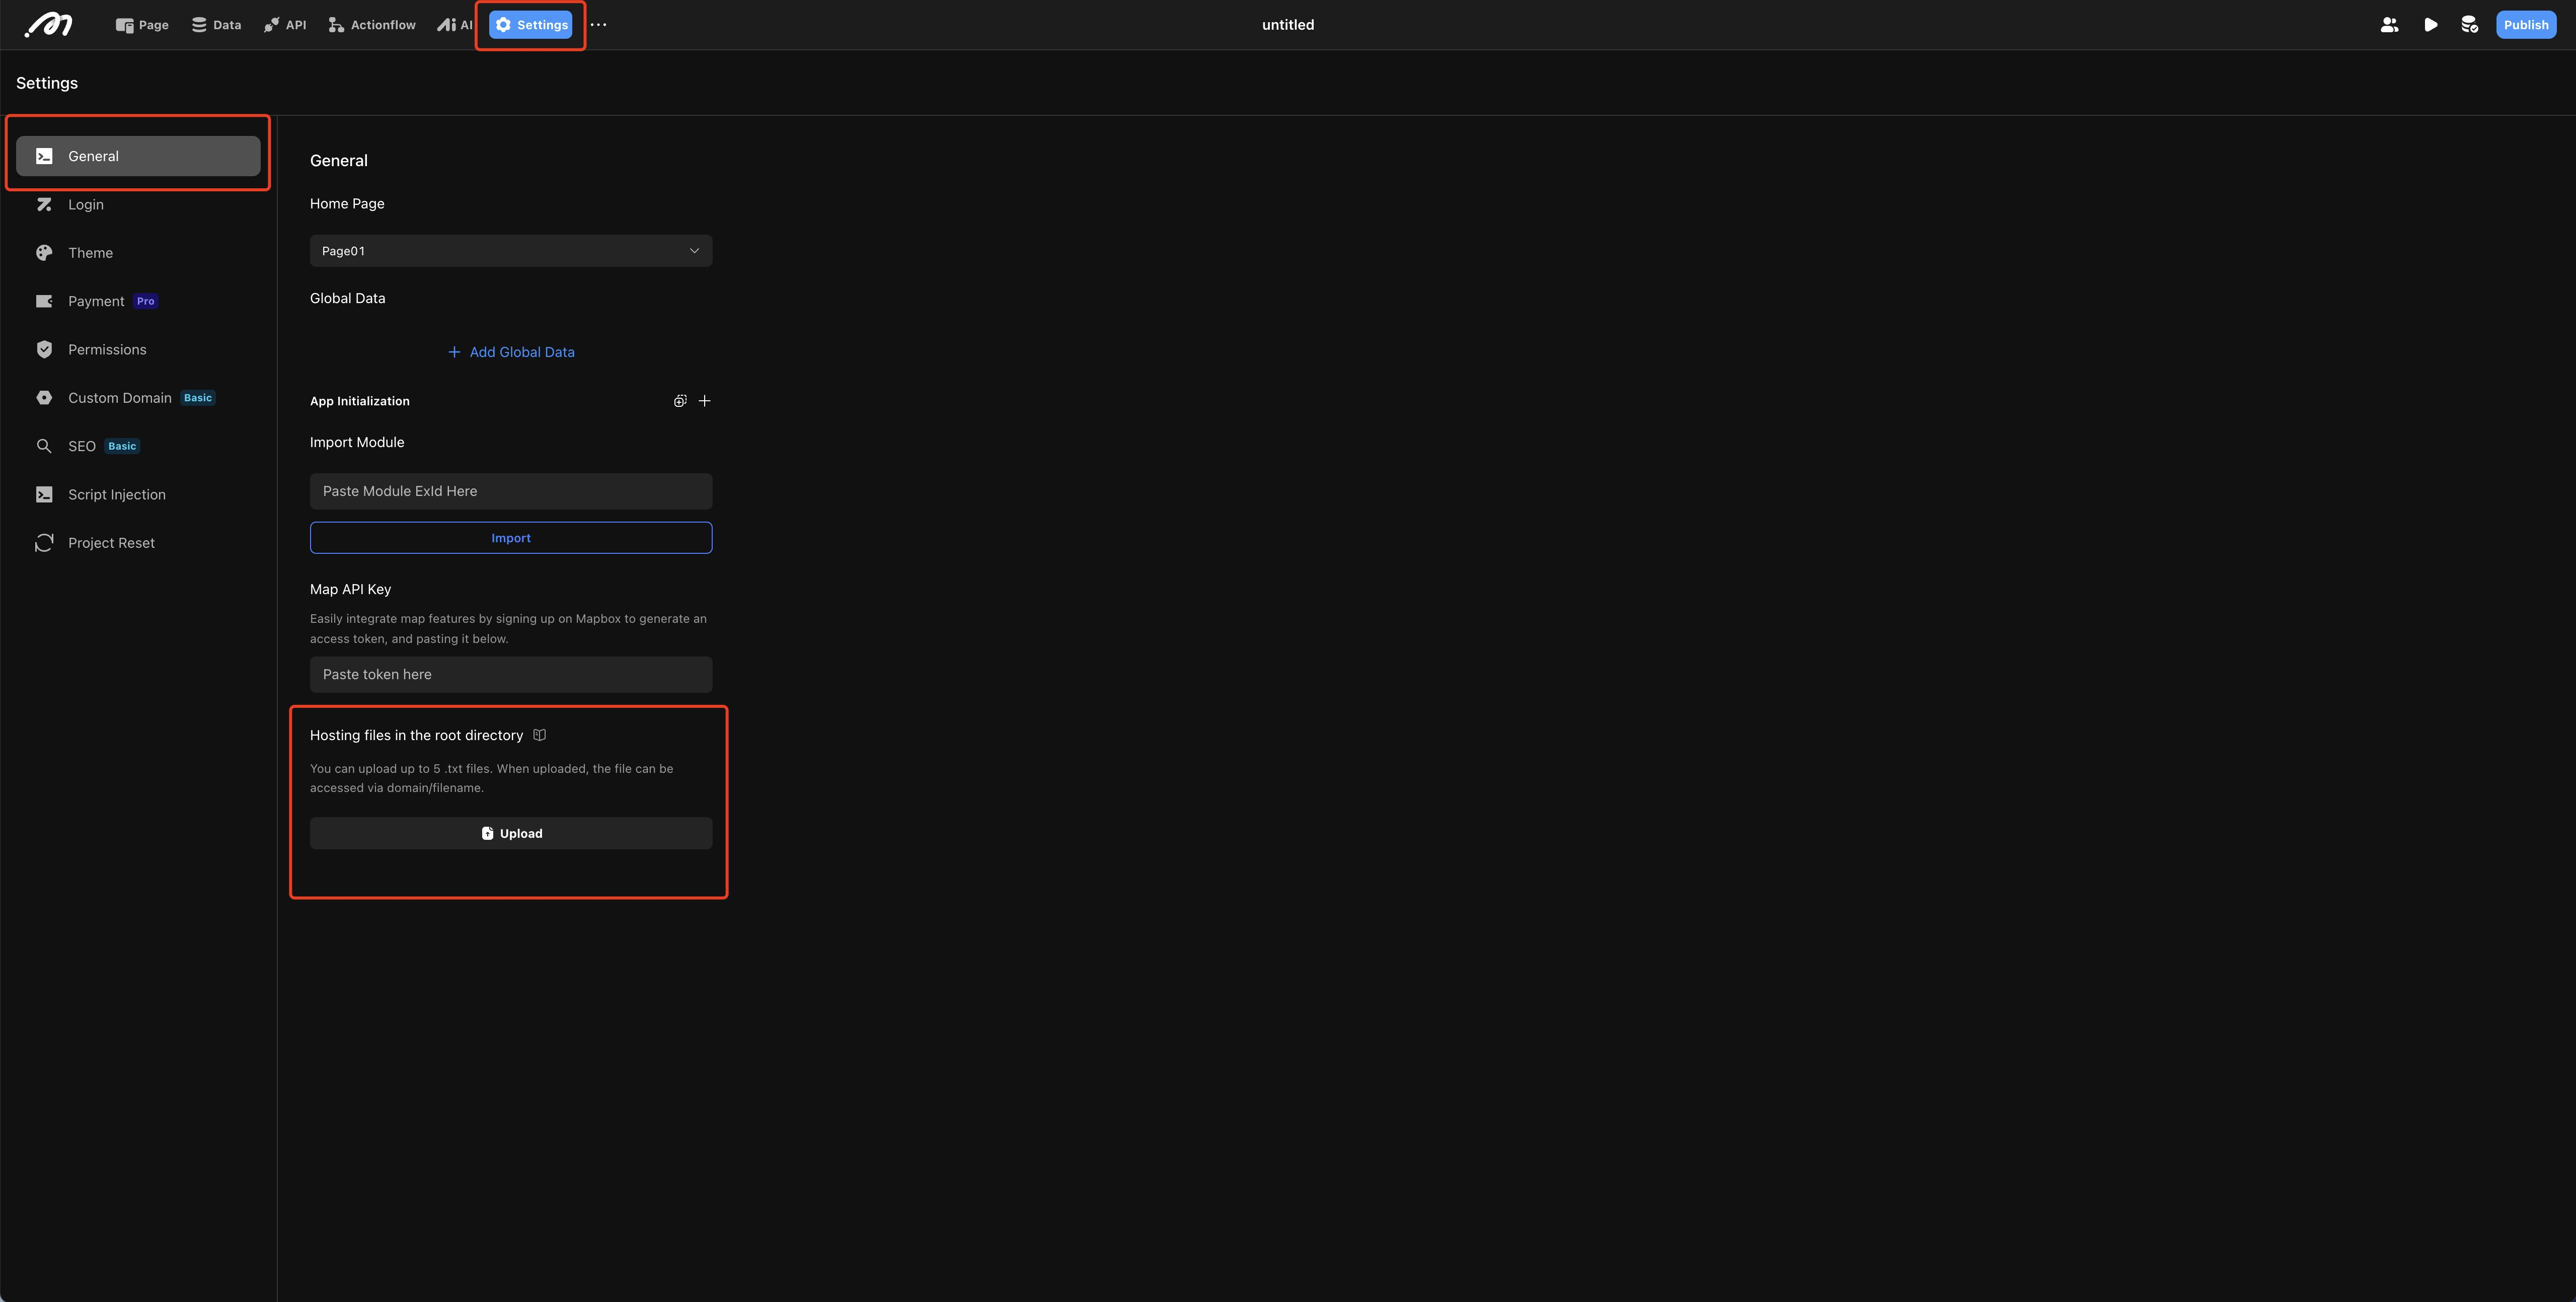 Page Data API Actionflow AI Settings ··· untitled Publish
Settings
General
Login
Theme
Payment Pro
Permissions
Custom Domain Basic
SEO Basic
Script Injection
Project Reset
General
Home Page
Page01
Global Data
+ Add Global Data
App Initialization
Import Module
Paste Module ExId Here
Import
Map API Key
Easily integrate map features by signing up on Mapbox to generate an
access token, and pasting it below.
Paste token here
Hosting files in the root directory
You can upload up to 5 .txt files. When uploaded, the file can be
accessed via domain/filename.
Upload